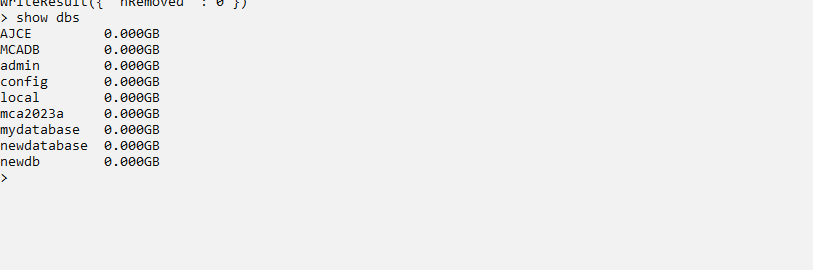 WriteResult({ "nRemoved" : 0 })
> show dbs
AJCE         0.000GB
MCADB        0.000GB
admin        0.000GB
config       0.000GB
local        0.000GB
mca2023a     0.000GB
mydatabase   0.000GB
newdatabase  0.000GB
newdb        0.000GB
>